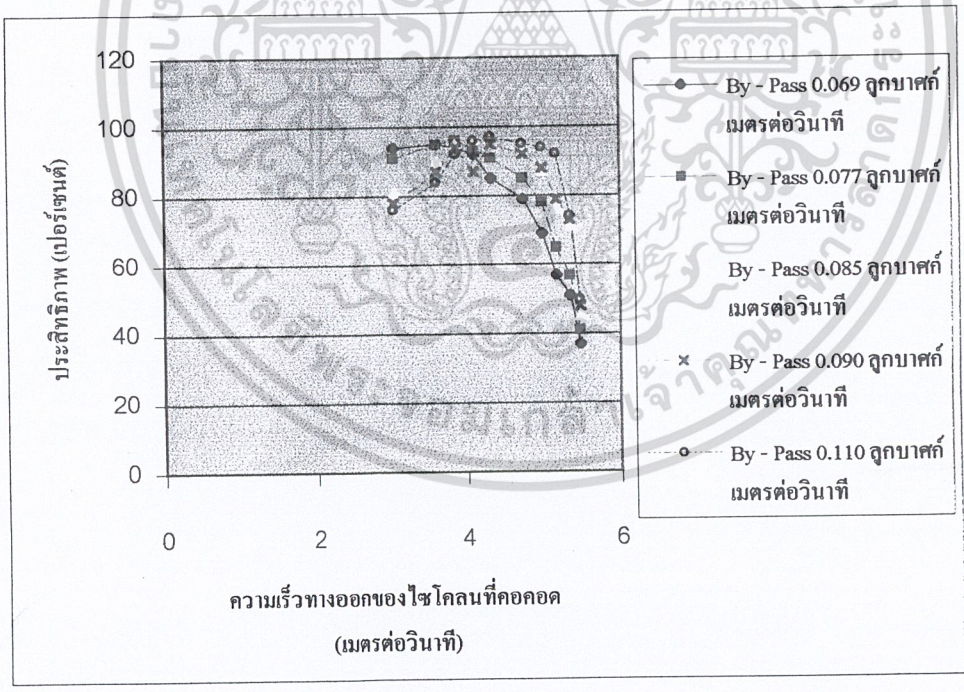 120
100
80
60
40
20
0
0 2 4 6
ประสิทธิภาพ (เปอร์เซนต์)
ความเร็วทางออกของไซโคลนที่คอคอด
(เมตรต่อวินาที)
By - Pass 0.069 ลูกบาศก์
เมตรต่อวินาที
By - Pass 0.077 ลูกบาศก์
เมตรต่อวินาที
By - Pass 0.085 ลูกบาศก์
เมตรต่อวินาที
By - Pass 0.090 ลูกบาศก์
เมตรต่อวินาที
By - Pass 0.110 ลูกบาศก์
เมตรต่อวินาที